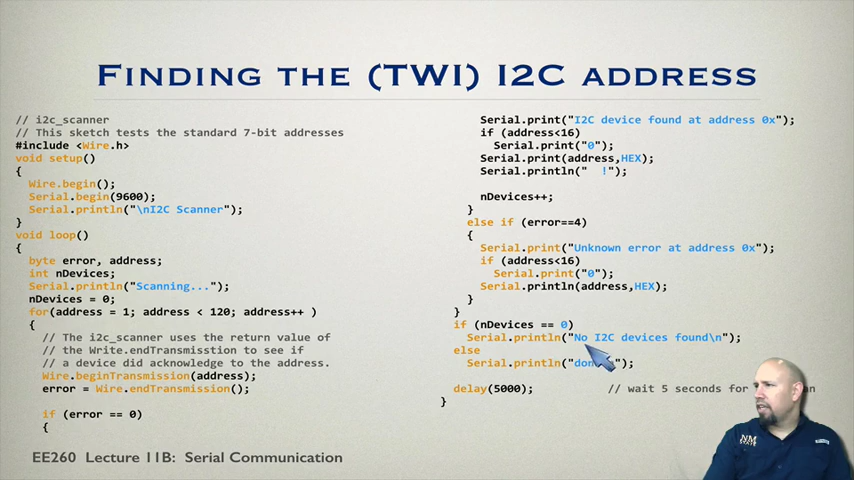 Finding the (TWI) I2C address
// i2c_scanner
// This sketch tests the standard 7-bit addresses
#include <Wire.h>
void setup()
{
Wire.begin();
Serial.begin(9600);
Serial.println("\nI2C Scanner");
}
void loop()
{
byte error, address;
int nDevices;
Serial.println("Scanning...");
nDevices = 0;
for(address = 1; address < 120; address++ )
{
// The i2c_scanner uses the return value of
// the Write.endTransmisstion to see if
// a device did acknowledge to the address.
Wire.beginTransmission(address);
error = Wire.endTransmission();
if (error == 0)
{
Serial.print("I2C device found at address 0x");
if (address<16)
Serial.print("0");
Serial.print(address,HEX);
Serial.println("  !");
nDevices++;
}
else if (error==4)
{
Serial.print("Unknown error at address 0x");
if (address<16)
Serial.print("0");
Serial.println(address,HEX);
}
}
if (nDevices == 0)
Serial.println("No I2C devices found\n");
else
Serial.println("done");
delay(5000); // wait 5 seconds for
}
EE260 Lecture 11B: Serial Communication
NM
STATE